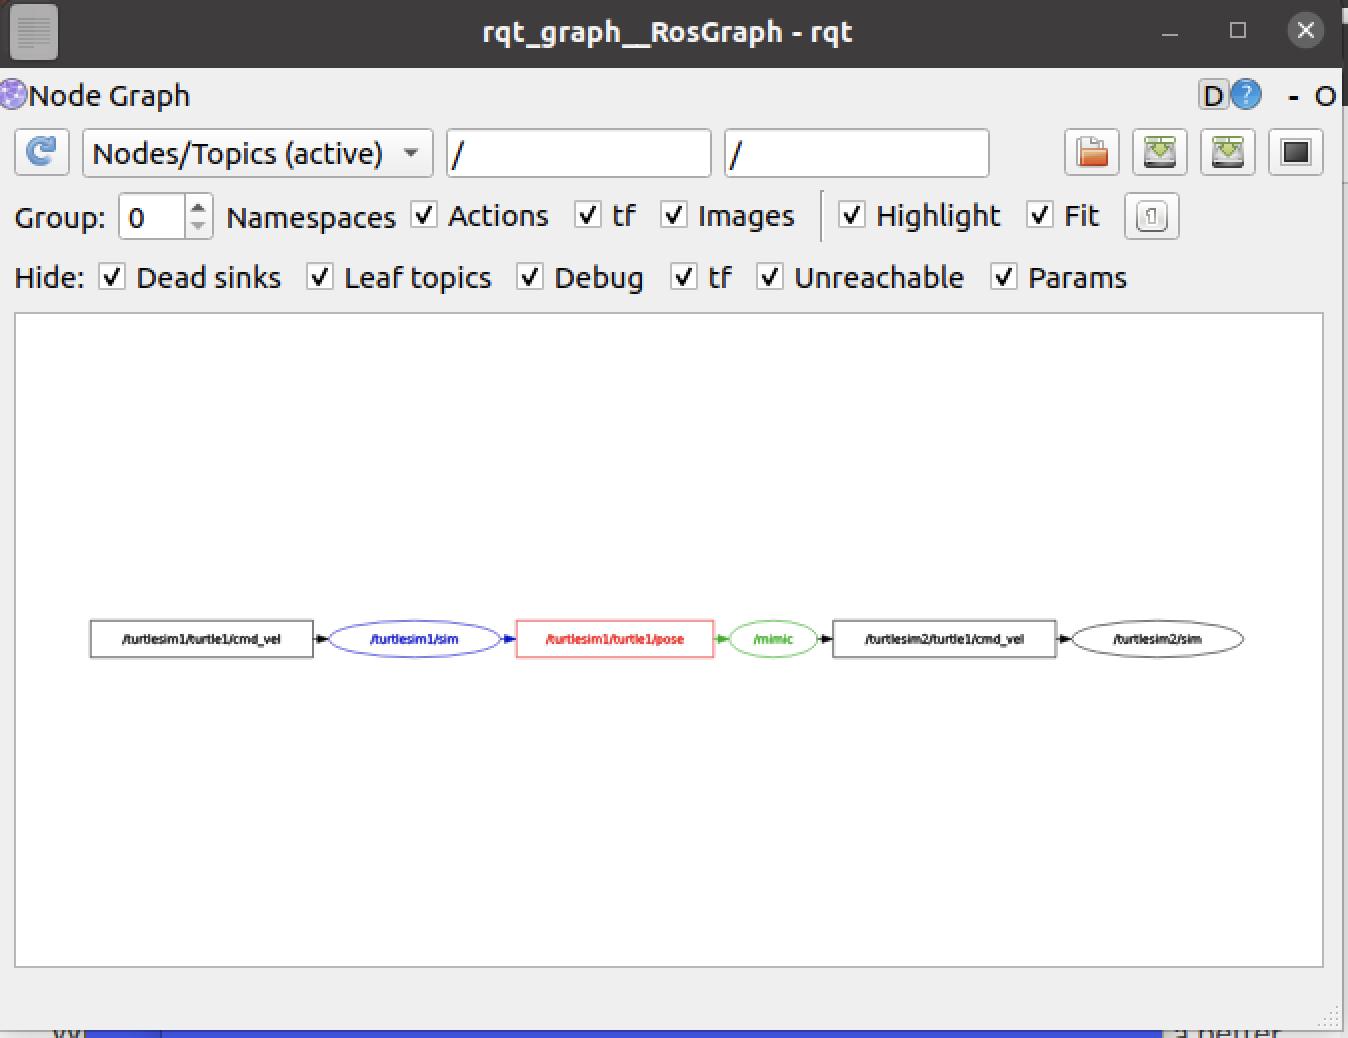 rqt_graph__RosGraph - rqt
Node Graph D ? - O
Nodes/Topics (active) / /
Group: 0 Namespaces Actions tf Images Highlight Fit 1
Hide: Dead sinks Leaf topics Debug tf Unreachable Params
/turtlesim1/turtle1/cmd_vel /turtlesim1/sim /turtlesim1/turtle1/pose /mimic /turtlesim2/turtle1/cmd_vel /turtlesim2/sim
a better